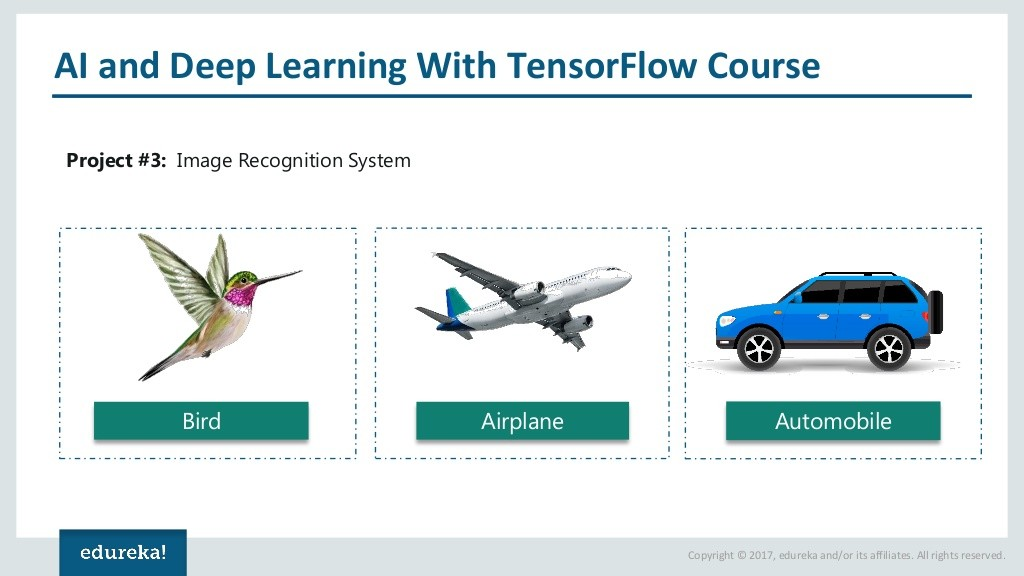 AI and Deep Learning With TensorFlow Course
Project #3: Image Recognition System
Bird
Airplane
Automobile
edureka!
Copyright © 2017, edureka and/or its affiliates. All rights reserved.